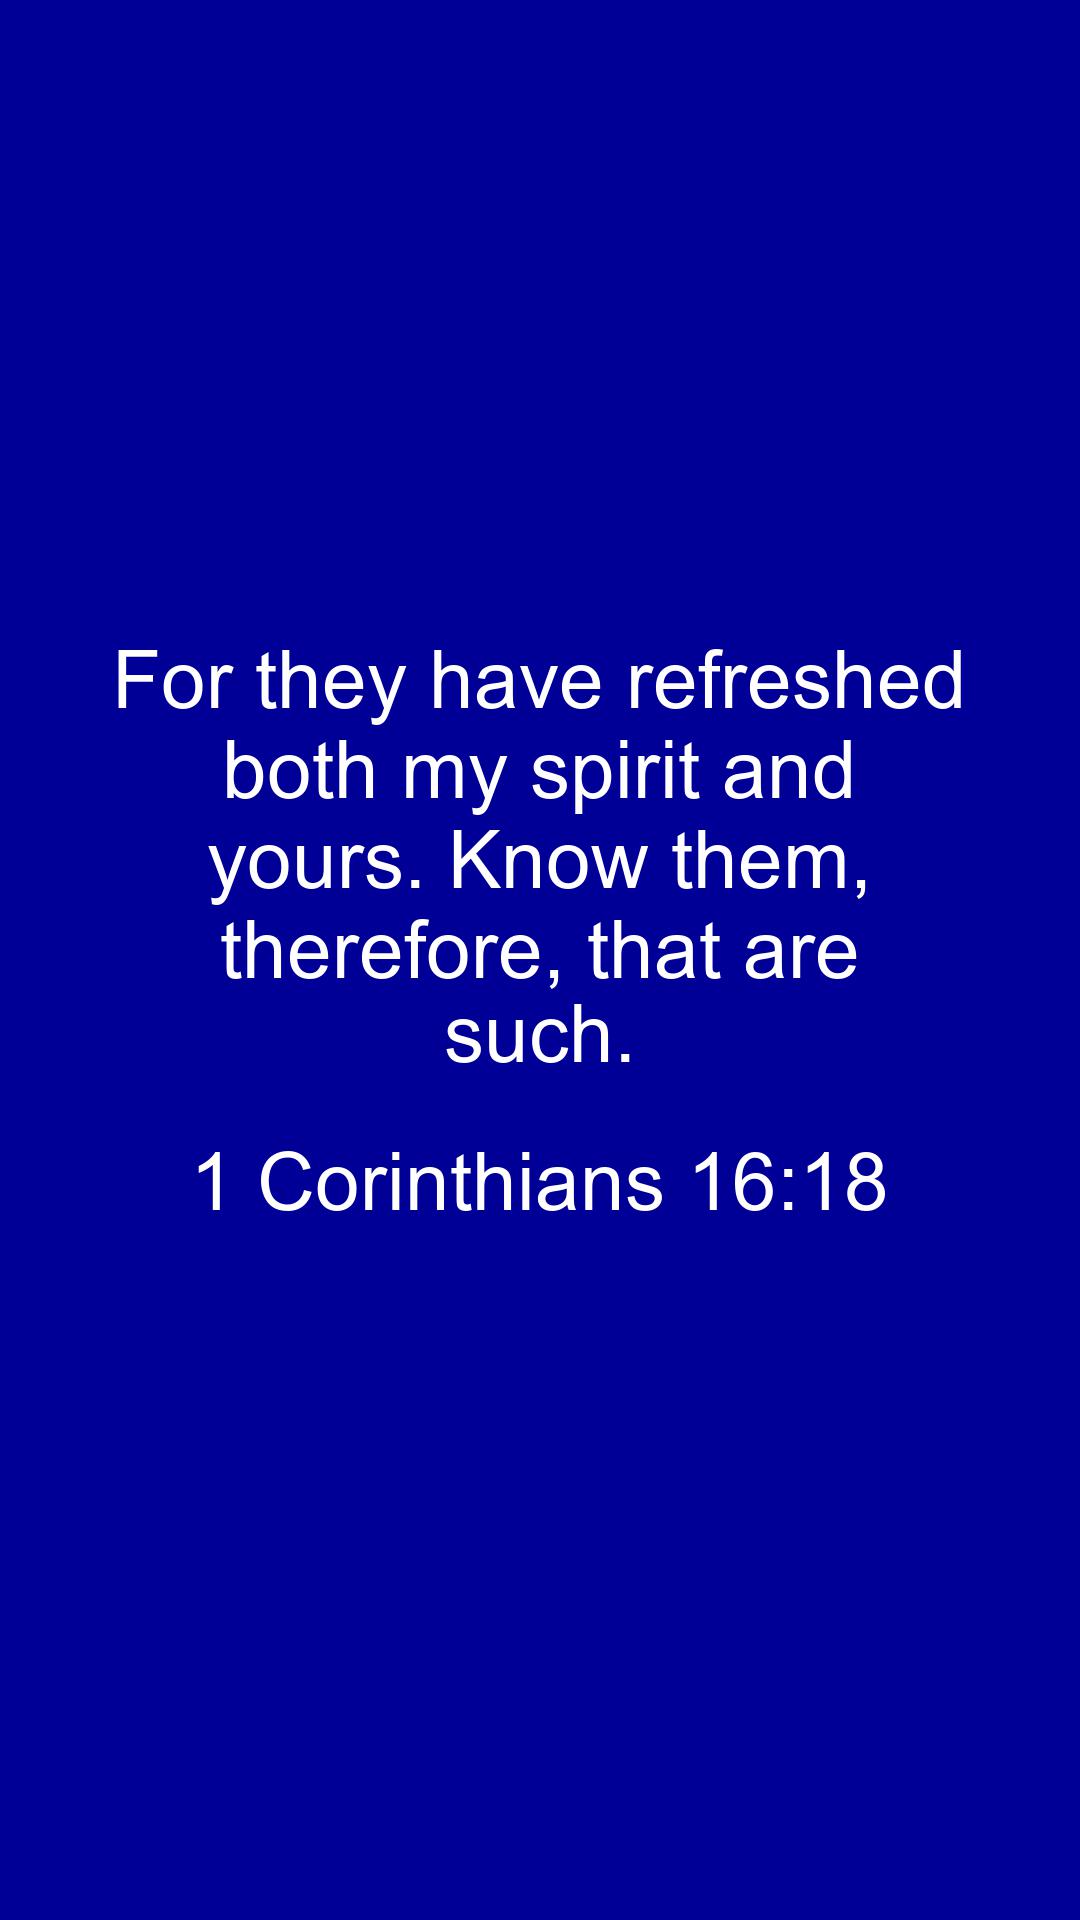 For they have refreshed
both my spirit and
yours. Know them,
therefore, that are
such.
1 Corinthians 16:18